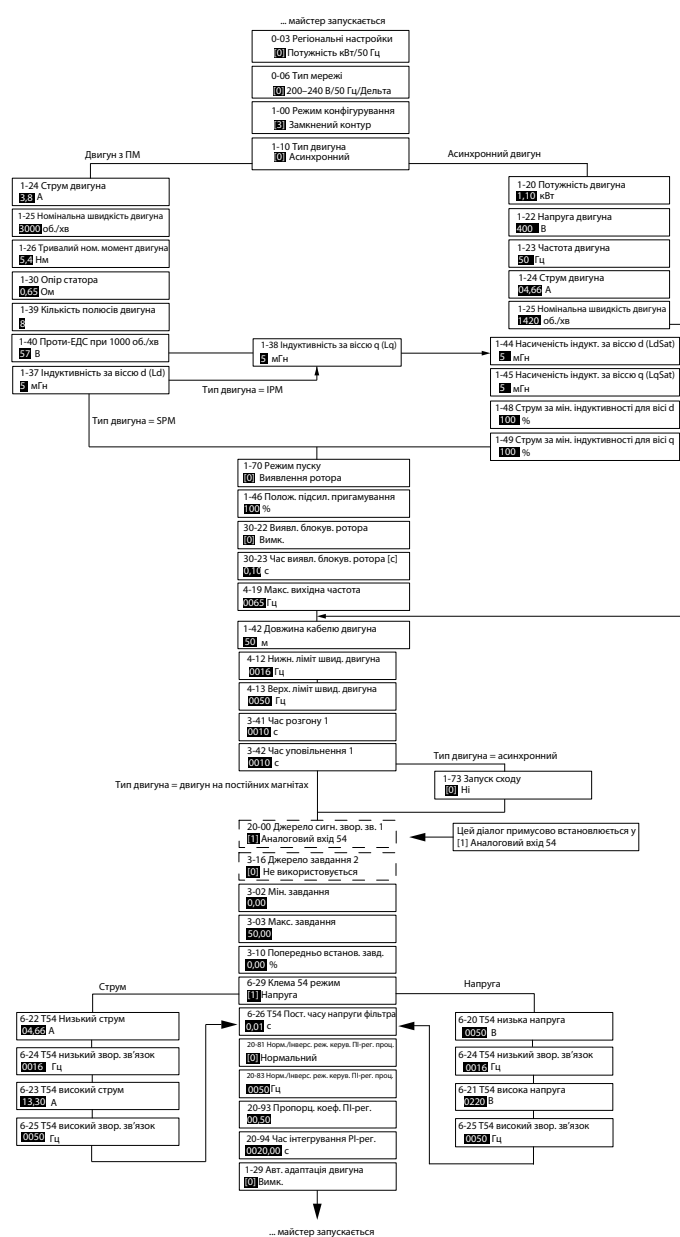 ... майстер запускається
0-03 Регіональні настройки
[0] Потужність кВт/50 Гц
0-06 Тип мережі
[0] 200–240 В/50 Гц/Дельта
1-00 Режим конфігурування
[3] Замкнений контур
1-10 Тип двигуна
[0] Асинхронний
Двигун з ПМ
Асинхронний двигун
1-24 Струм двигуна
3,8 А
1-25 Номінальна швидкість двигуна
3000 об./хв
1-26 Тривалий ном. момент двигуна
5,4 Нм
1-30 Опір статора
0,65 Ом
1-39 Кількість полюсів двигуна
8
1-40 Проти-ЕДС при 1000 об./хв
57 В
1-37 Індуктивність за віссю d (Ld)
5 мГн
1-20 Потужність двигуна
1,10 кВт
1-22 Напруга двигуна
400 В
1-23 Частота двигуна
50 Гц
1-24 Струм двигуна
04,66 А
1-25 Номінальна швидкість двигуна
1420 об./хв
1-38 Індуктивність за віссю q (Lq)
5 мГн
Тип двигуна = IPM
Тип двигуна = SPM
1-44 Насиченість індукт. за віссю d (LdSat)
5 мГн
1-45 Насиченість індукт. за віссю q (LqSat)
5 мГн
1-48 Струм за мін. індуктивності для вісі d
100 %
1-49 Струм за мін. індуктивності для вісі q
100 %
1-70 Режим пуску
[0] Виявлення ротора
1-46 Полож. підсил. пригамування
100 %
30-22 Виявл. блокув. ротора
[0] Вимк.
30-23 Час виявл. блокув. ротора [с]
0,10 с
4-19 Макс. вихідна частота
0065 Гц
1-42 Довжина кабелю двигуна
50 м
4-12 Нижн. ліміт швид. двигуна
0016 Гц
4-13 Верх. ліміт швид. двигуна
0050 Гц
3-41 Час розгону 1
0010 с
3-42 Час уповільнення 1
0010 с
Тип двигуна = асинхронний
1-73 Запуск сходу
[0] Ні
Тип двигуна = двигун на постійних магнітах
20-00 Джерело сигн. звор. зв. 1
[1] Аналоговий вхід 54
Цей діалог примусово встановлюється у
[1] Аналоговий вхід 54
3-16 Джерело завдання 2
[0] Не використовується
3-02 Мін. завдання
0,00
3-03 Макс. завдання
50,00
3-10 Попередньо встанов. завд.
0,00 %
6-29 Клема 54 режим
[1] Напруга
Струм
Напруга
6-22 T54 Низький струм
04,66 А
6-24 T54 низький звор. зв'язок
0016 Гц
6-23 T54 високий струм
13,30 А
6-25 T54 високий звор. зв'язок
0050 Гц
6-26 T54 Пост. часу напруги фільтра
0,01 с
20-81 Норм./Інверс. реж. керув. ПІ-рег. проц.
[0] Нормальний
20-83 Норм./Інверс. реж. керув. ПІ-рег. проц.
0050 Гц
20-93 Пропорц. коеф. ПІ-рег.
00,50
20-94 Час інтегрування PI-рег.
0020,00 с
1-29 Авт. адаптація двигуна
[0] Вимк.
6-20 T54 низька напруга
0050 В
6-24 T54 низький звор. зв'язок
0016 Гц
6-21 T54 висока напруга
0220 В
6-25 T54 високий звор. зв'язок
0050 Гц
... майстер запускається